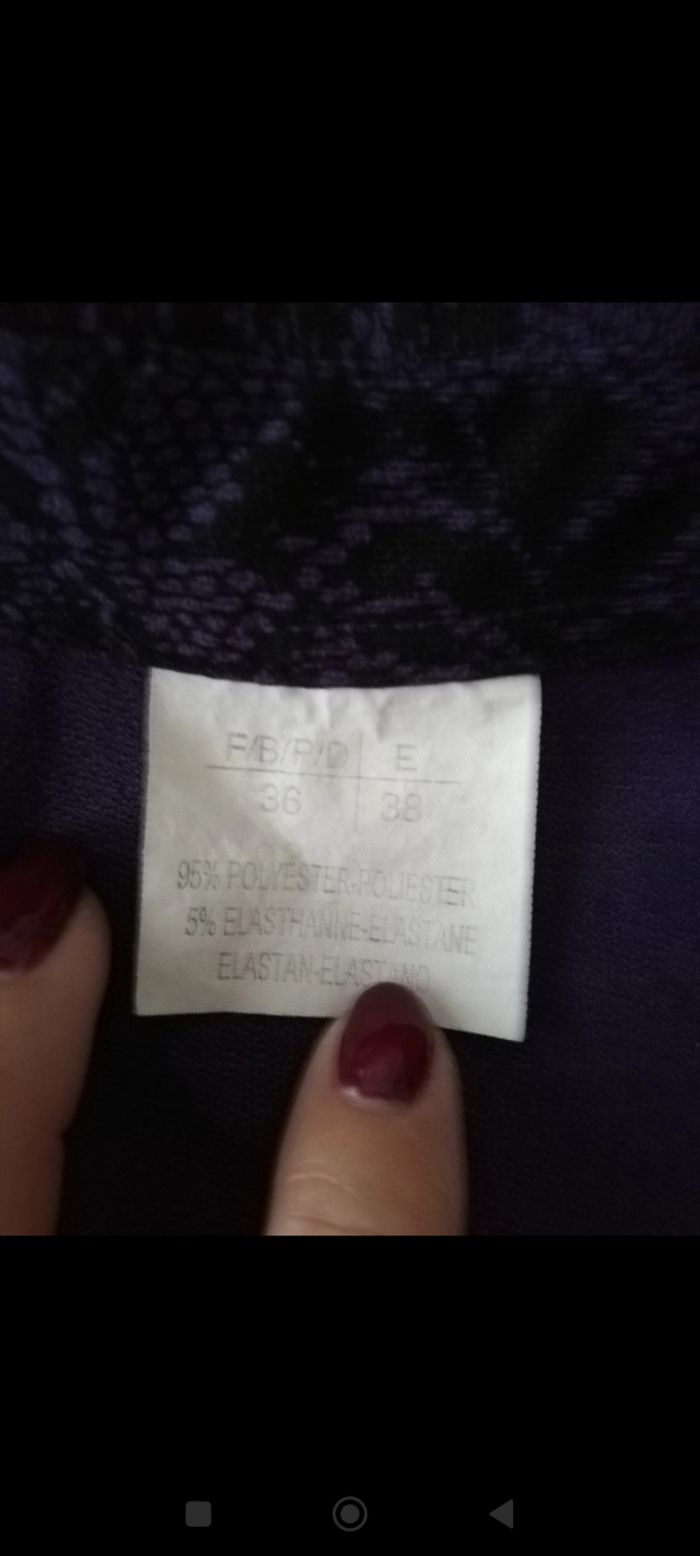 F/B/P/D E
36 38
95% POLYESTER-POLIESTER
5% ELASTHANNE-ELASTANE
ELASTAN-ELASTANO